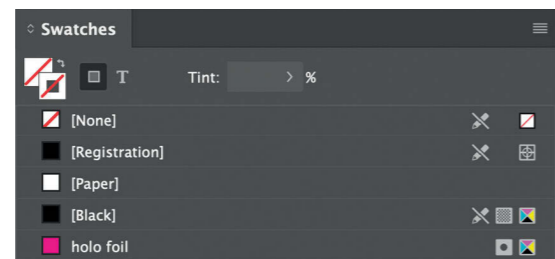 Swatches
T Tint: %
[None]
[Registration]
[Paper]
[Black]
holo foil